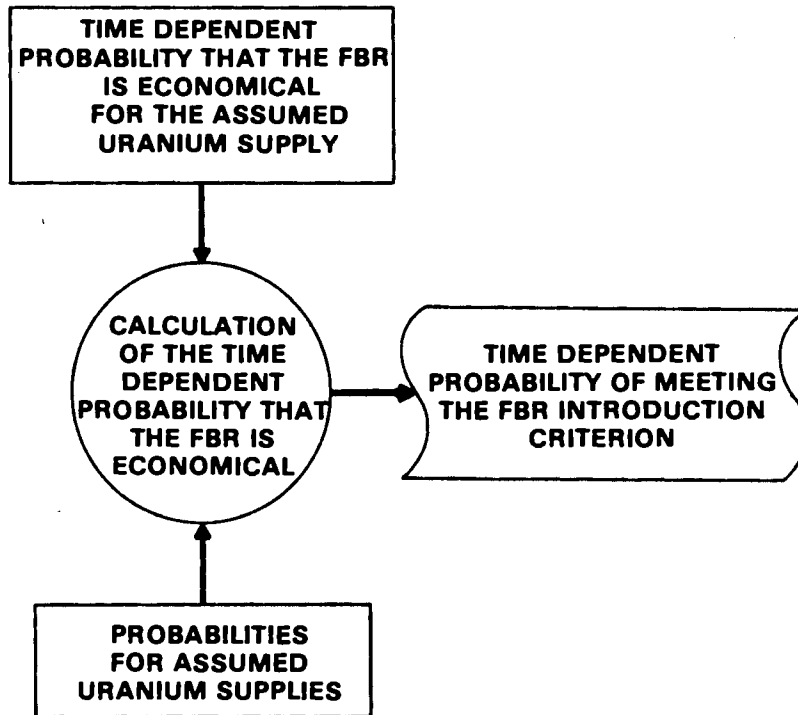 TIME DEPENDENT
PROBABILITY THAT THE FBR
IS ECONOMICAL
FOR THE ASSUMED
URANIUM SUPPLY
CALCULATION
OF THE TIME
DEPENDENT
PROBABILITY THAT
THE FBR IS
ECONOMICAL
TIME DEPENDENT
PROBABILITY OF MEETING
THE FBR INTRODUCTION
CRITERION
PROBABILITIES
FOR ASSUMED
URANIUM SUPPLIES